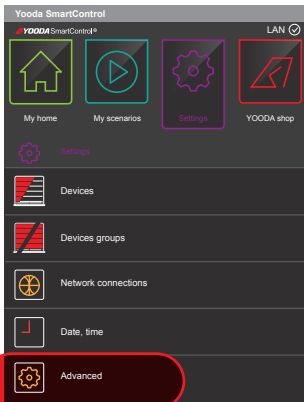 Yooda SmartControl
YOODA SmartControl® LAN
My home My scenarios Settings YOODA shop
Settings
Devices
Devices groups
Network connections
Date, time
Advanced